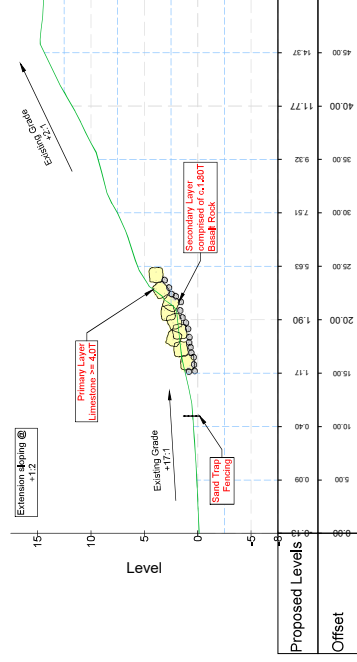 Extension sloping @
+1:2
Existing Grade
+2:1
Primary Layer
Limestone >= 4.0T
Existing Grade
+17:1
Secondary Layer
comprised of c.1.80T
Basalt Rock
Sand Trap
Fencing
Level
15
10
5
0
-5
-8
Proposed Levels
-0.13 0.09 0.40 1.17 1.90 5.63 7.51 9.32 11.77 14.37
Offset
0.00 5.00 10.00 15.00 20.00 25.00 30.00 35.00 40.00 45.00